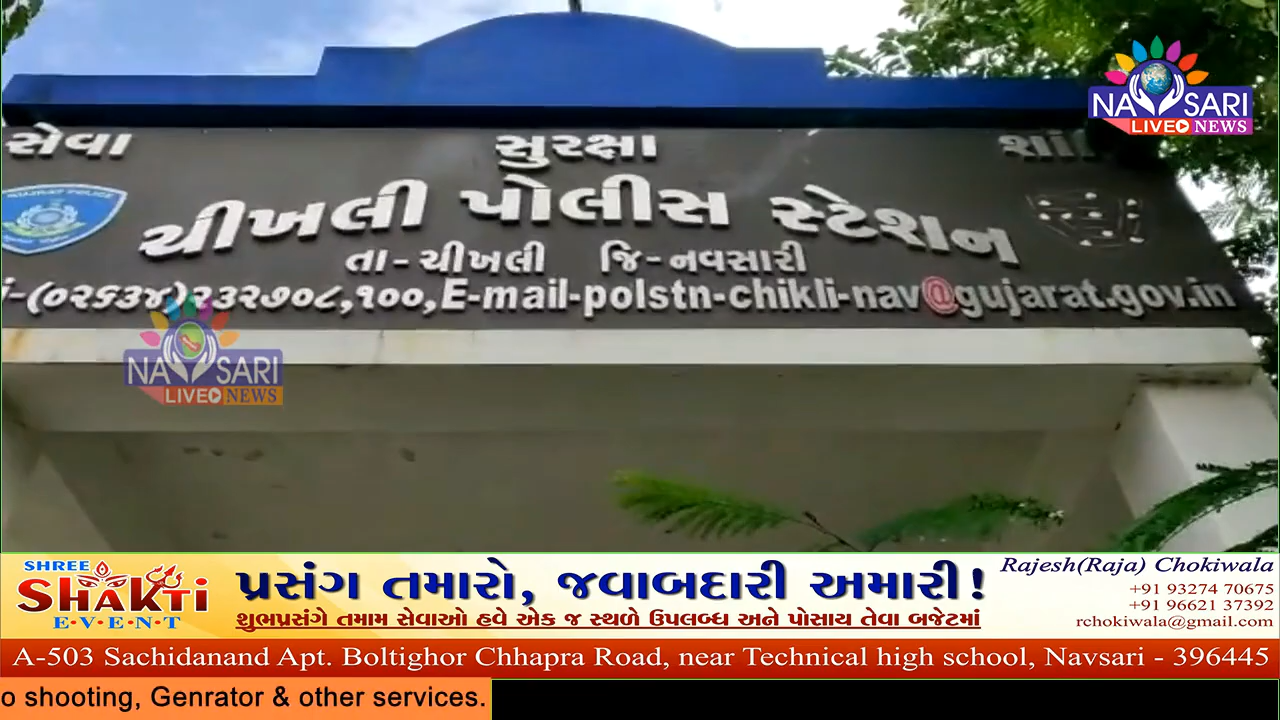 NAVSARI
LIVE NEWS
સેવા સુરક્ષા
GUJARAT POLICE
ચીખલી પોલીસ સ્ટેશન
તા-ચીખલી જિ-નવસારી
(૦૨૬૩૪)૨૩૨૭૦૮,૧૦૦,E-mail-polstn-chikli-nav@gujarat.gov.in
NAVSARI
LIVE NEWS
SHREE
SHAKTI
E•V•E•N•T
પ્રસંગ તમારો, જવાબદારી અમારી!
શુભપ્રસંગે તમામ સેવાઓ હવે એક જ સ્થળે ઉપલબ્ધ અને પોસાય તેવા બજેટમાં
Rajesh(Raja) Chokiwala
+91 93274 70675
+91 96621 37392
rchokiwala@gmail.com
A-503 Sachidanand Apt. Boltighor Chhapra Road, near Technical high school, Navsari - 396445
o shooting, Genrator & other services.